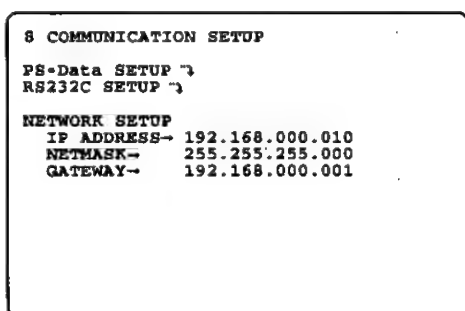 8 COMMUNICATION SETUP
PS•Data SETUP ⤵
RS232C SETUP ⤵
NETWORK SETUP
IP ADDRESS→ 192.168.000.010
NETMASK→ 255.255.255.000
GATEWAY→ 192.168.000.001